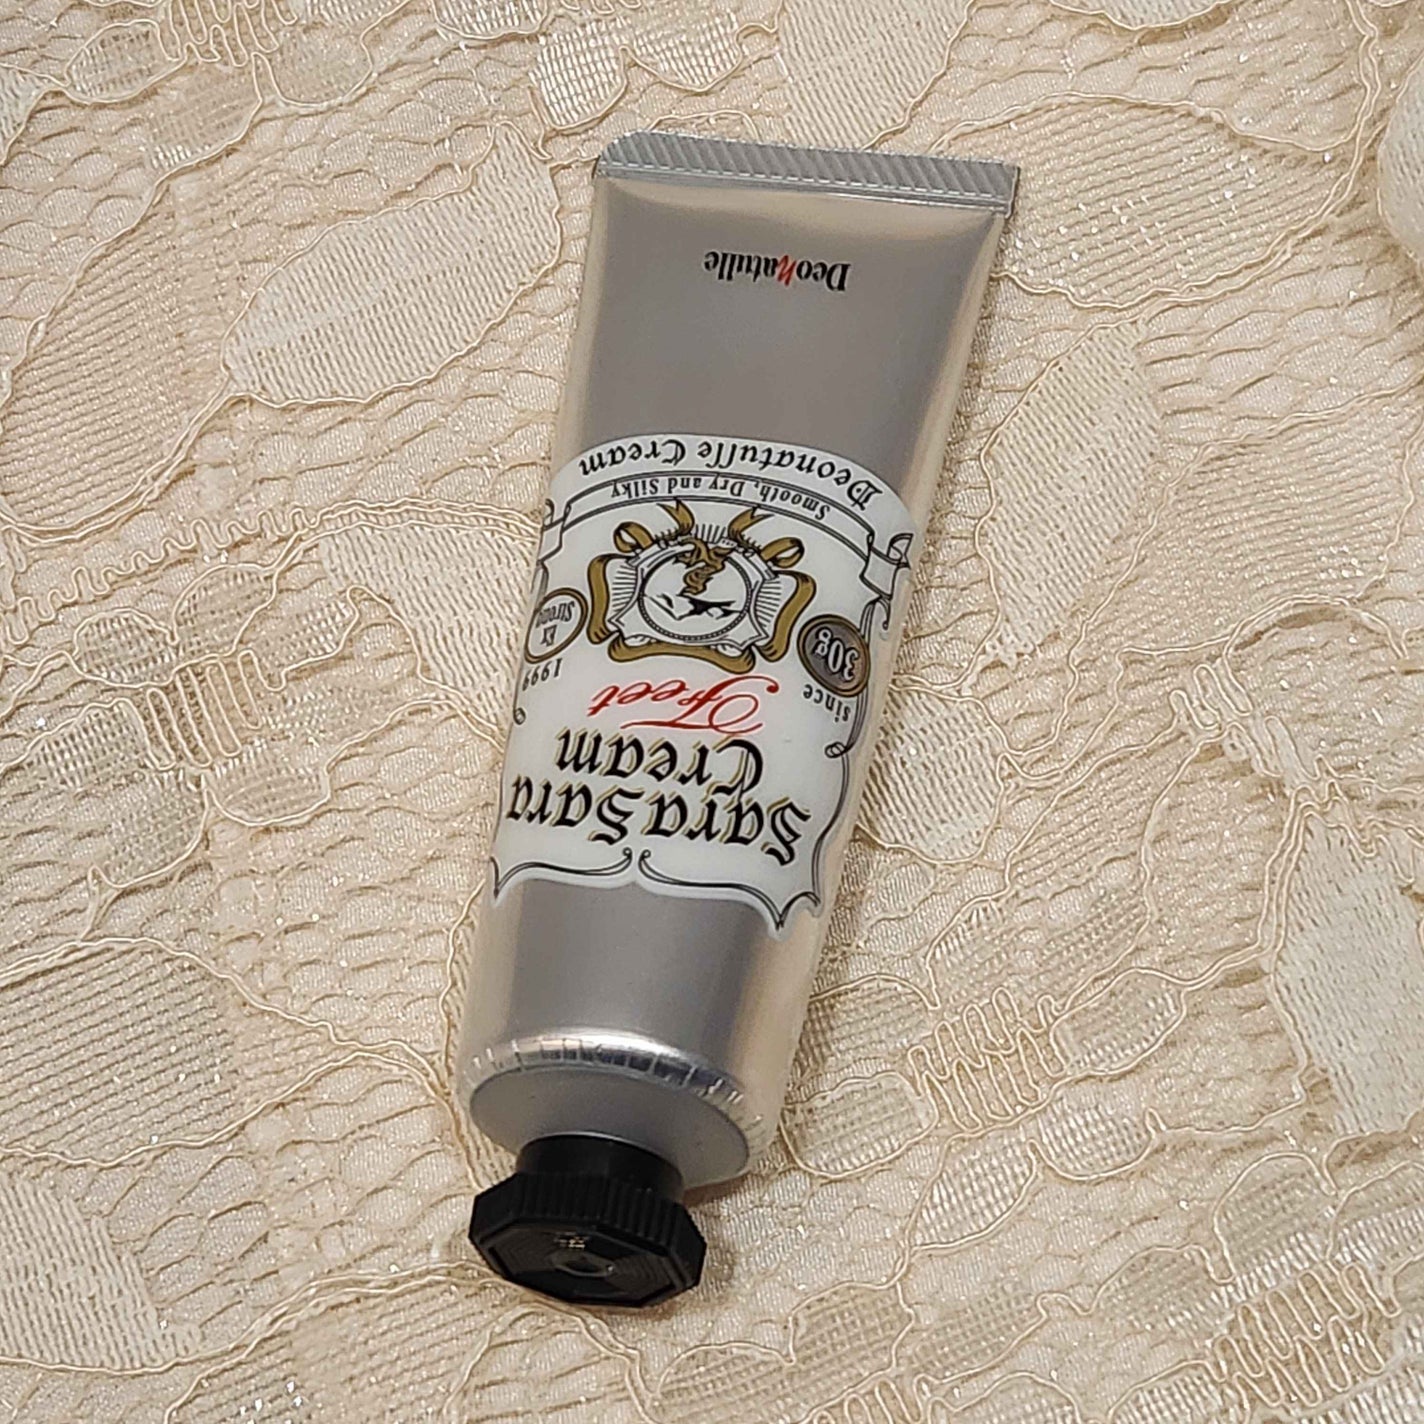 SaraSara
Cream
Feet
since 1999
30g
EX
Strong
Smooth, Dry and Silky
Deonatulle Cream
Deonatulle